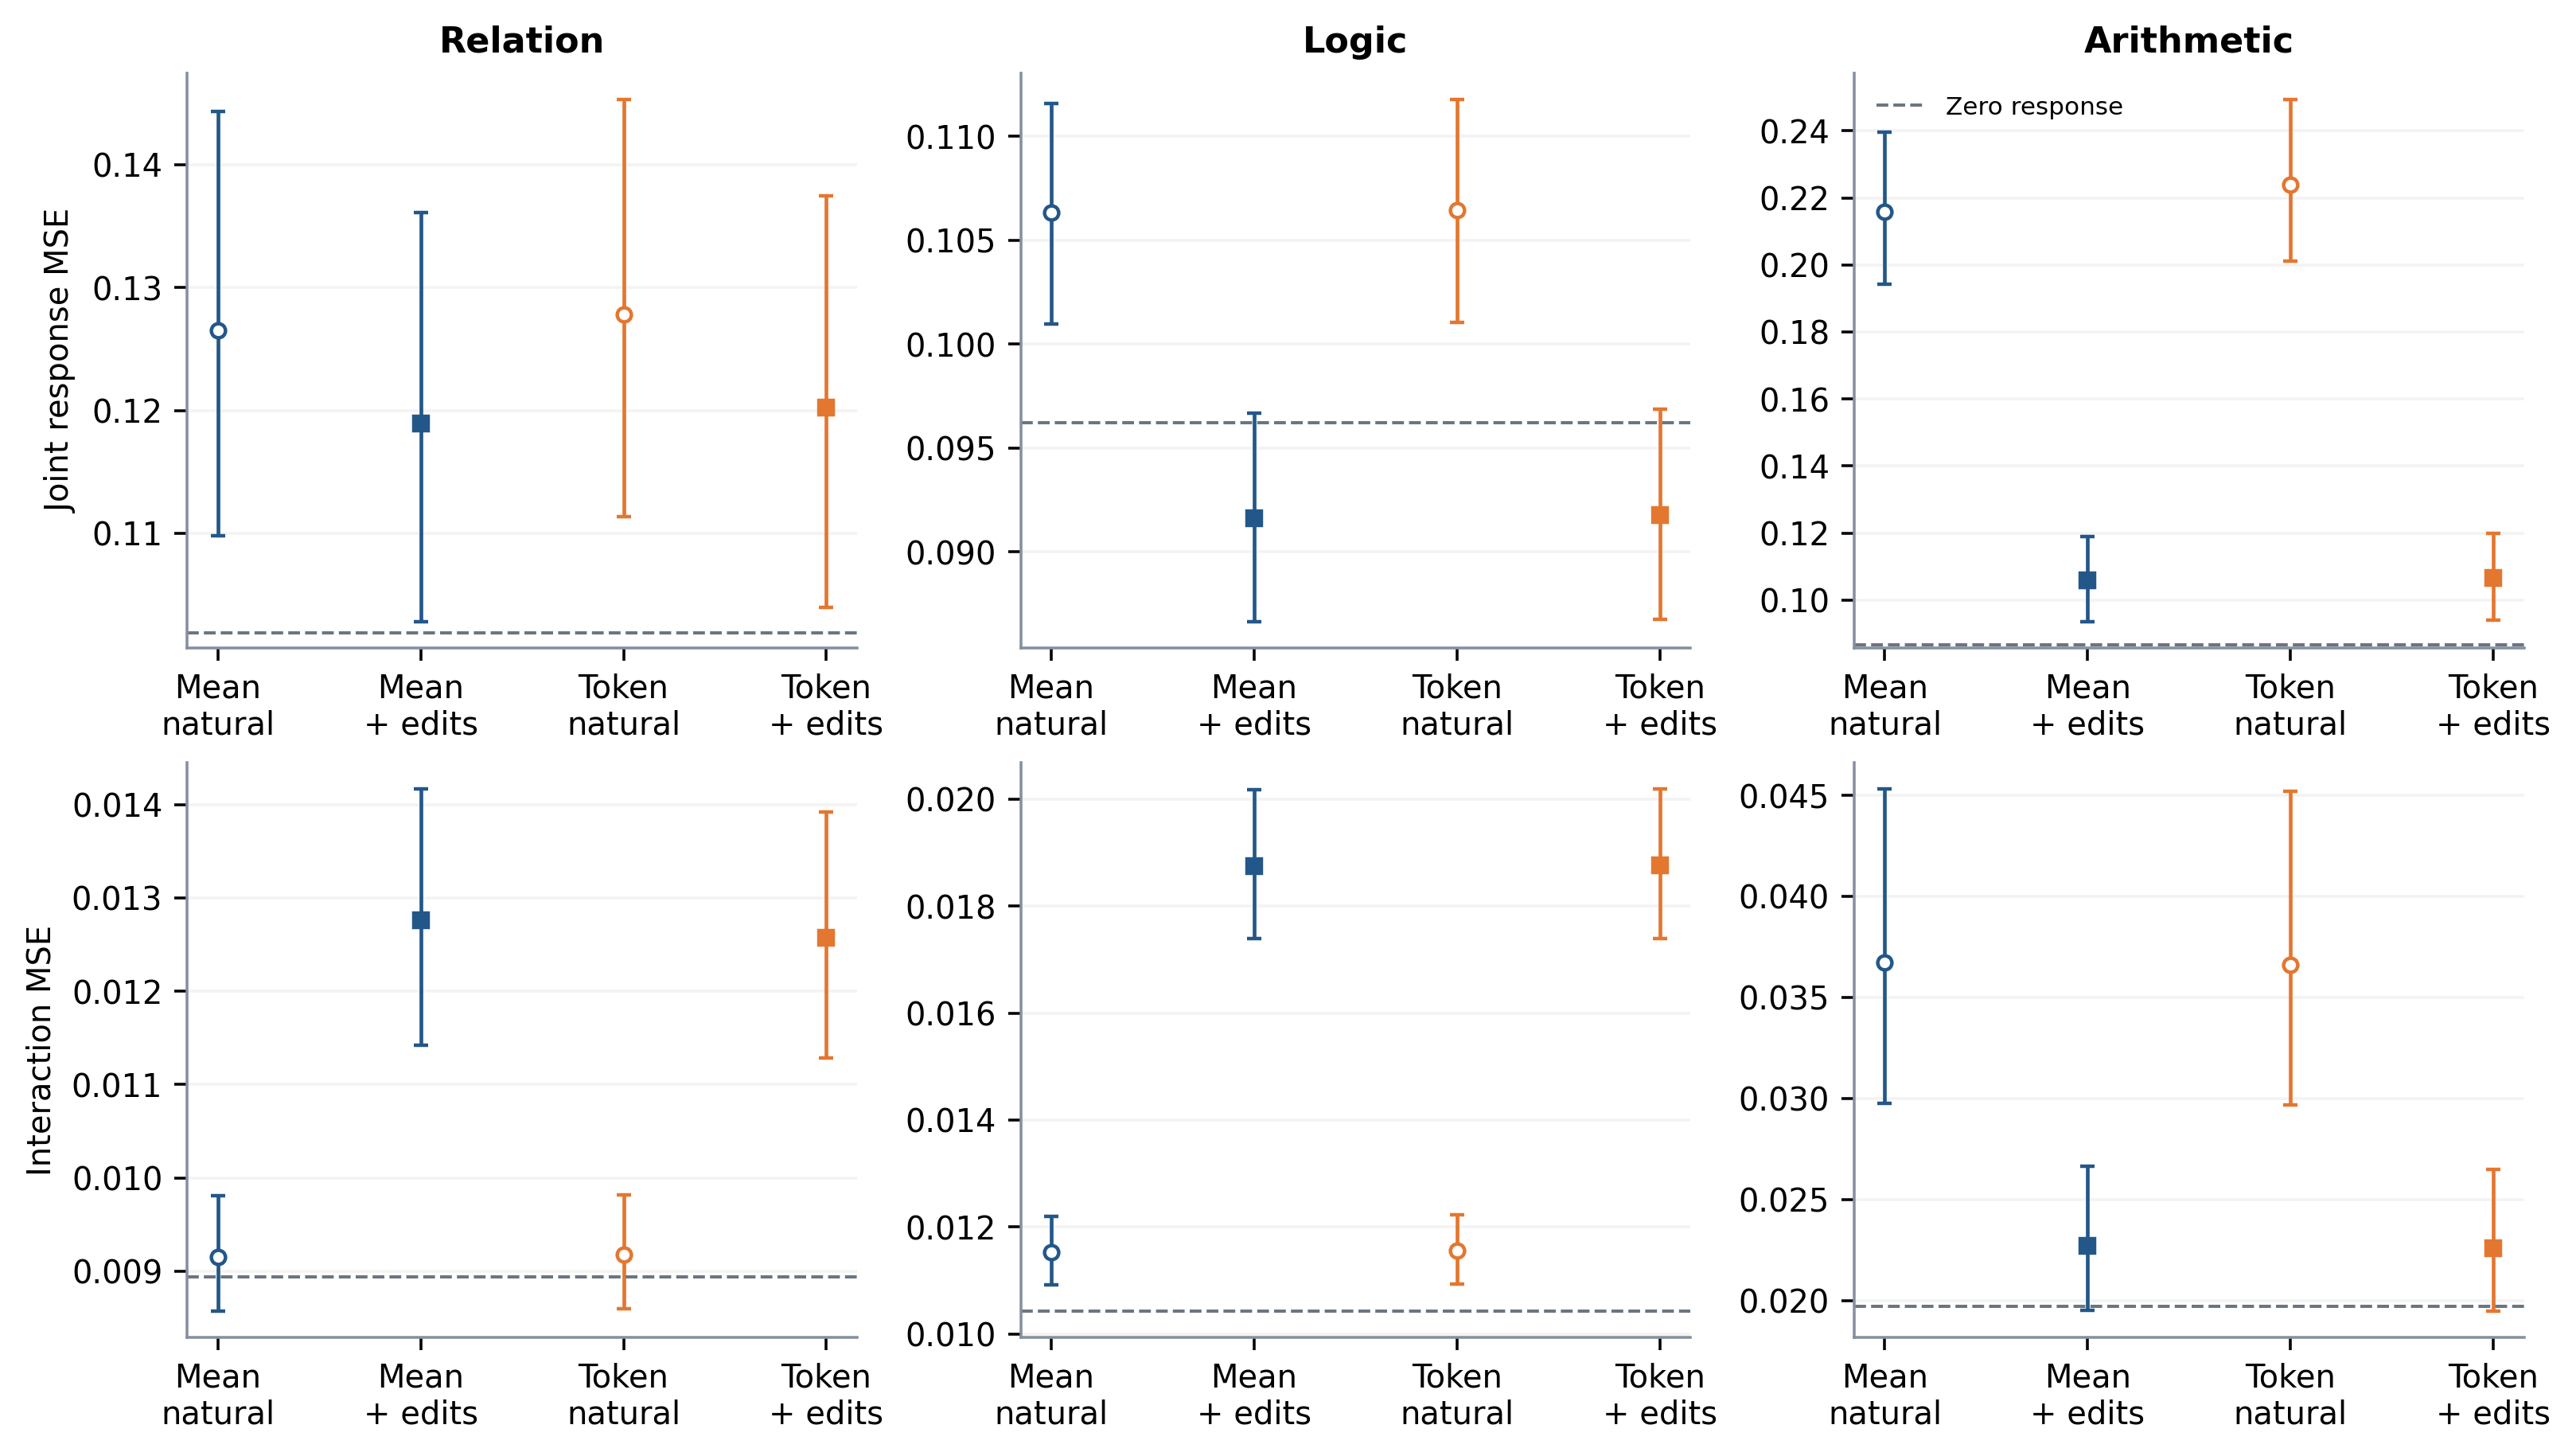 Relation
Joint response MSE
0.14
0.13
0.12
0.11
Mean natural
Mean + edits
Token natural
Token + edits
Logic
0.110
0.105
0.100
0.095
0.090
Mean natural
Mean + edits
Token natural
Token + edits
Arithmetic
Zero response
0.24
0.22
0.20
0.18
0.16
0.14
0.12
0.10
Mean natural
Mean + edits
Token natural
Token + edits
Interaction MSE
0.014
0.013
0.012
0.011
0.010
0.009
Mean natural
Mean + edits
Token natural
Token + edits
0.020
0.018
0.016
0.014
0.012
0.010
Mean natural
Mean + edits
Token natural
Token + edits
0.045
0.040
0.035
0.030
0.025
0.020
Mean natural
Mean + edits
Token natural
Token + edits